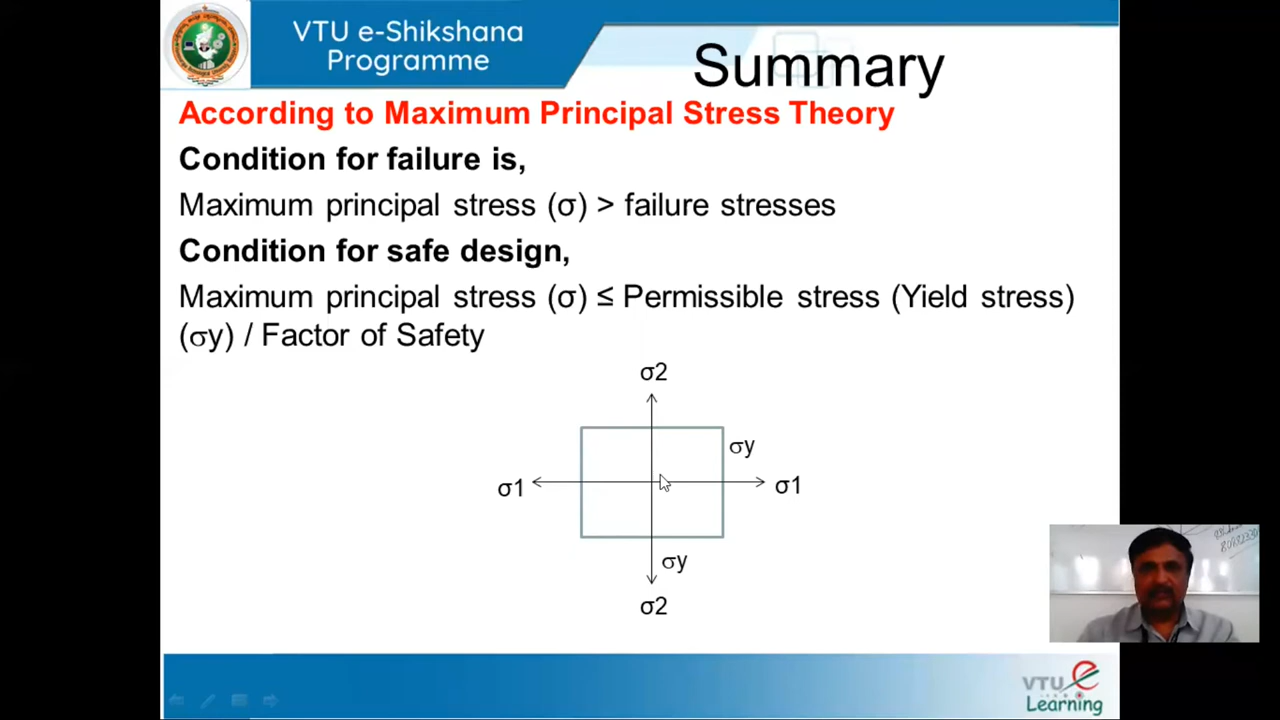 VTU e-Shikshana
Programme
Summary
According to Maximum Principal Stress Theory
Condition for failure is,
Maximum principal stress (σ) > failure stresses
Condition for safe design,
Maximum principal stress (σ) ≤ Permissible stress (Yield stress)
(σy) / Factor of Safety
σ2
σy
σ1
σ1
σy
σ2
VTU e
Learning